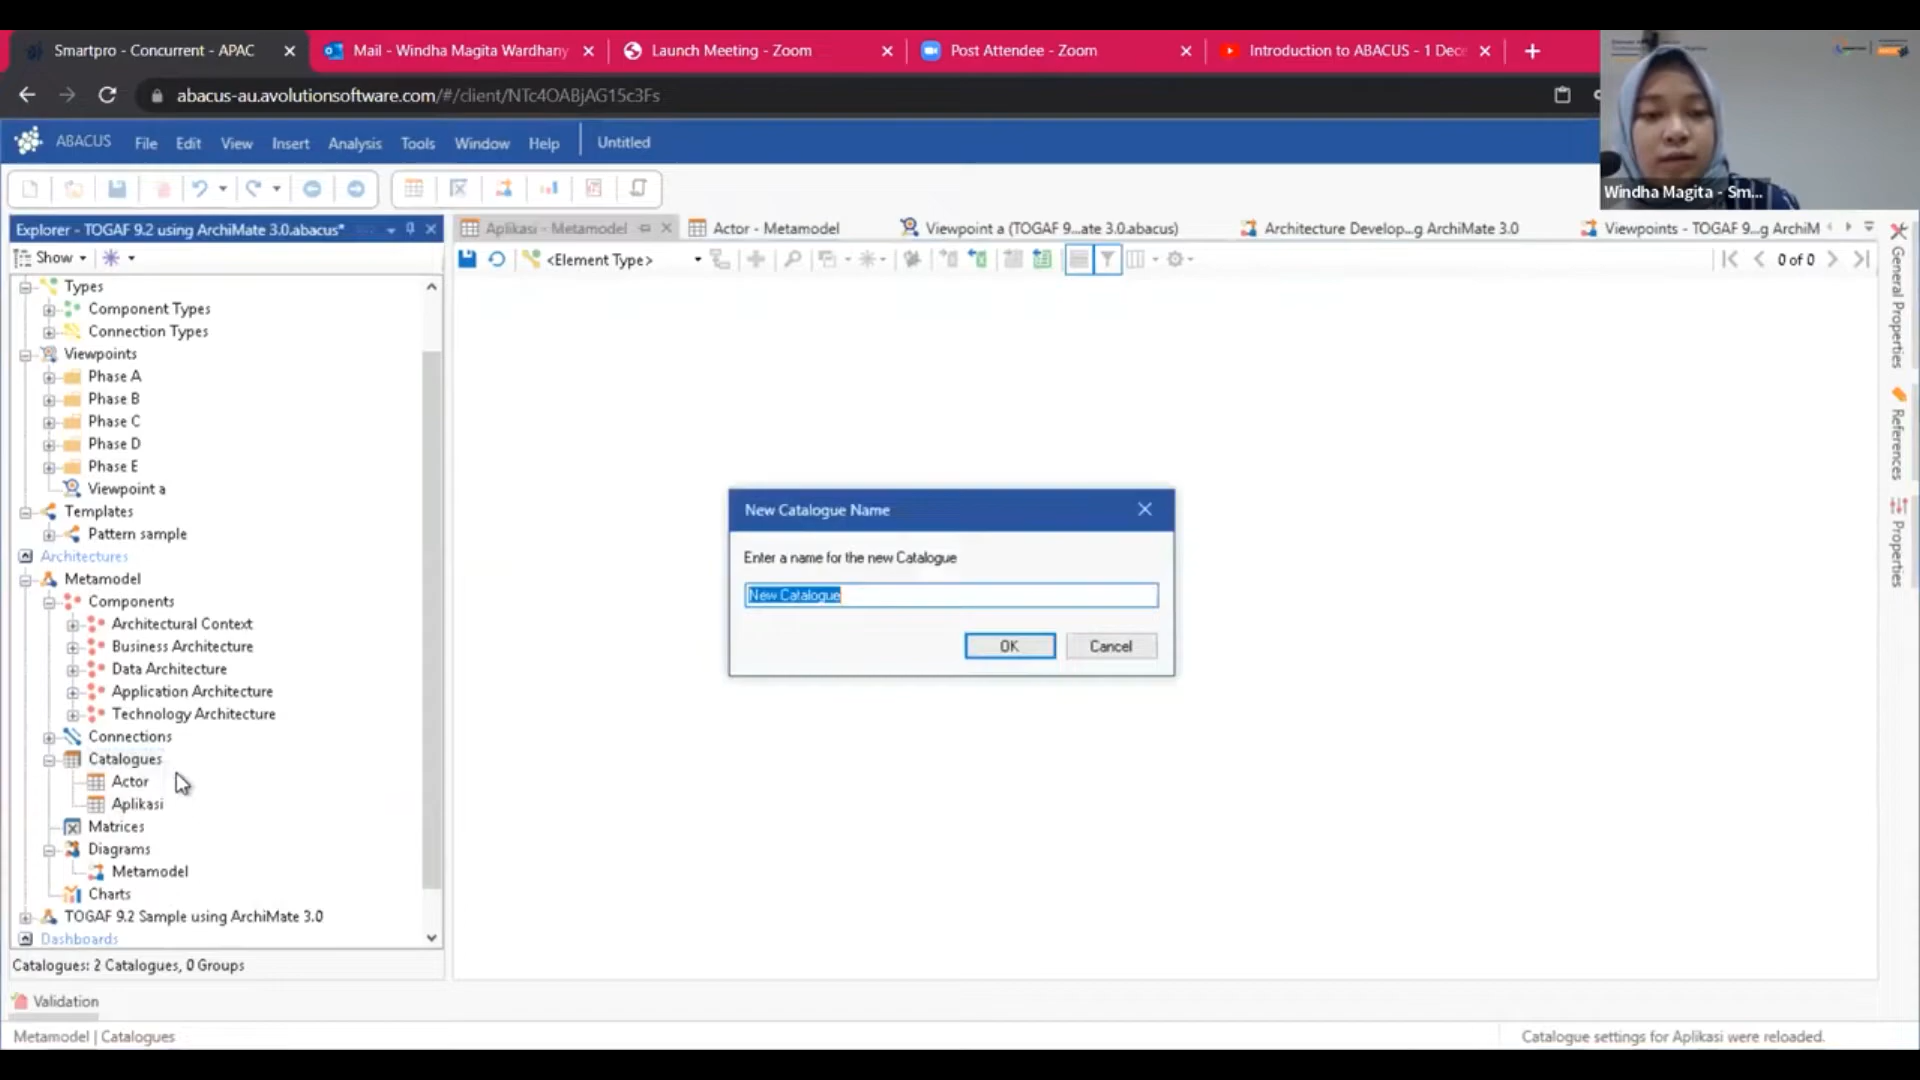 Smartpro - Concurrent - APAC
Mail - Windha Magita Wardhany
Launch Meeting - Zoom
Post Attendee - Zoom
Introduction to ABACUS - 1 Dec
abacus-au.avolutionsoftware.com/#/client/NTc4OABjAG15c3Fs
Windha Magita - Sm...
ABACUS File Edit View Insert Analysis Tools Window Help Untitled
Explorer - TOGAF 9.2 using ArchiMate 3.0.abacus*
Aplikasi - Metamodel
Actor - Metamodel
Viewpoint a (TOGAF 9...ate 3.0.abacus)
Architecture Develop...g ArchiMate 3.0
Viewpoints - TOGAF 9...g ArchiM
Show
<Element Type>
0 of 0
Types
Component Types
Connection Types
Viewpoints
Phase A
Phase B
Phase C
Phase D
Phase E
Viewpoint a
Templates
Pattern sample
Architectures
Metamodel
Components
Architectural Context
Business Architecture
Data Architecture
Application Architecture
Technology Architecture
Connections
Catalogues
Actor
Aplikasi
Matrices
Diagrams
Metamodel
Charts
TOGAF 9.2 Sample using ArchiMate 3.0
Dashboards
Catalogues: 2 Catalogues, 0 Groups
New Catalogue Name
Enter a name for the new Catalogue
New Catalogue
OK Cancel
General Properties
References
Properties
Validation
Metamodel | Catalogues
Catalogue settings for Aplikasi were reloaded.